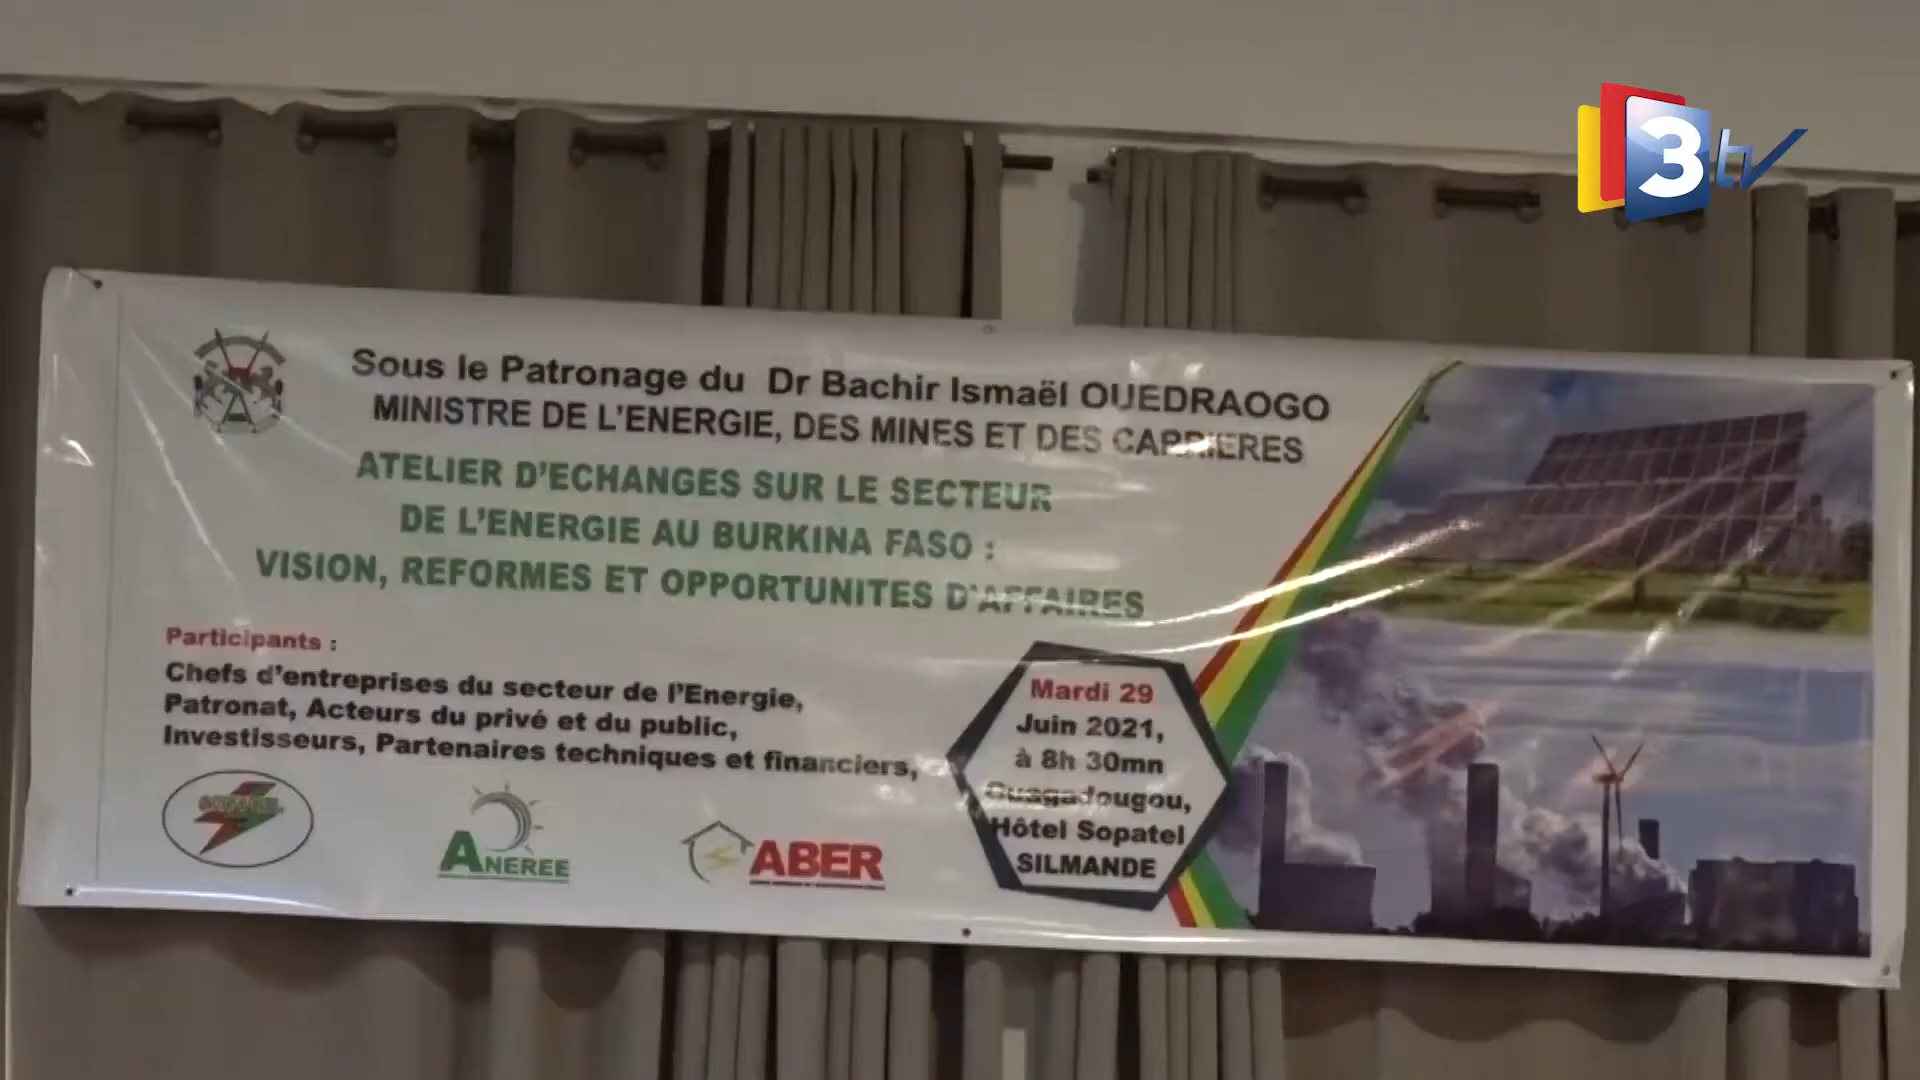 3tv
Sous le Patronage du Dr Bachir Ismaël OUEDRAOGO
MINISTRE DE L'ENERGIE, DES MINES ET DES CARRIERES
ATELIER D'ECHANGES SUR LE SECTEUR
DE L'ENERGIE AU BURKINA FASO :
VISION, REFORMES ET OPPORTUNITES D'AFFAIRES
Participants :
Chefs d'entreprises du secteur de l'Energie,
Patronat, Acteurs du privé et du public,
Investisseurs, Partenaires techniques et financiers,
Mardi 29
Juin 2021,
à 8h 30mn
Ouagadougou,
Hôtel Sopatel
SILMANDE
ANEREE
ABER